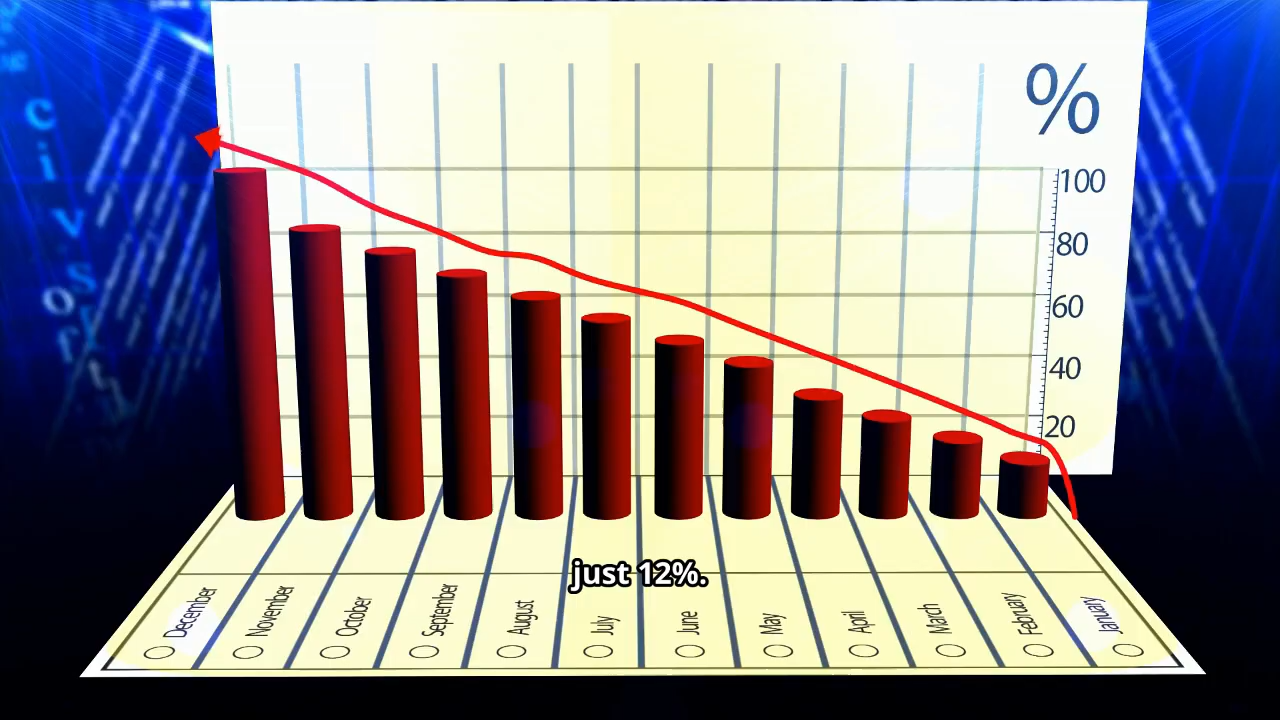 %
100
80
60
40
20
just 12%.
December
November
October
September
August
July
June
May
April
March
February
January